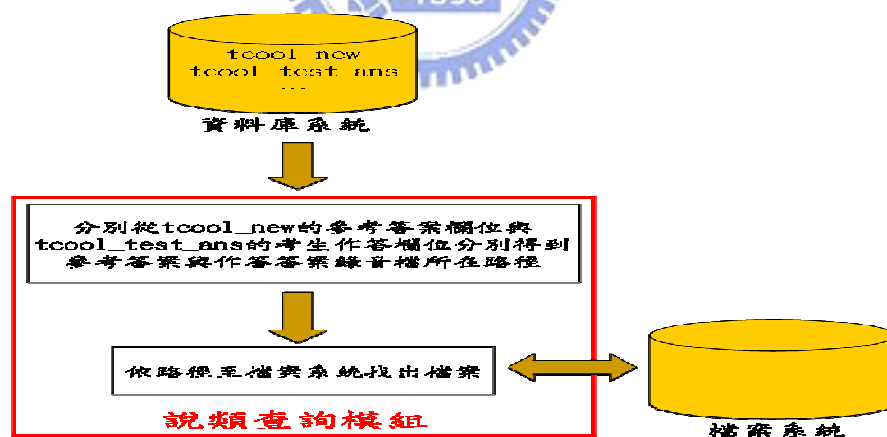 1896
tcool_new
tcool_test_ans
...
資料庫系統
分別從tcool_new的參考答案欄位與
tcool_test_ans的考生作答欄位分別得到
參考答案與作答答案錄音檔所在路徑
依路徑至檔案系統找出檔案
說類查詢模組
檔案系統